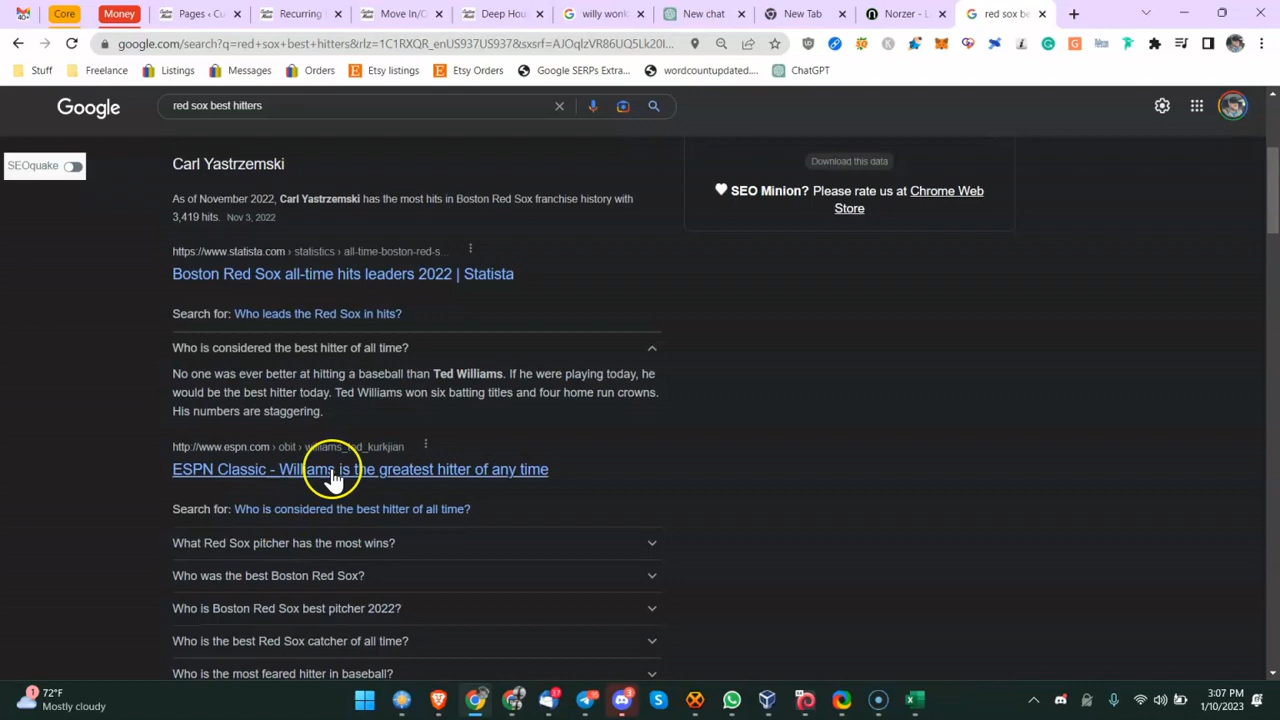 40+
Core
Money
Pages ‹ Cu
Recurring
Move In/O
beep bou
willy won
New chat
New Tab
Norzer - B
red sox be
google.com/search?q=red+sox+best+hitters&rlz=1C1VDKB
Stuff
Freelance
Listings
Messages
Orders
Etsy listings
Etsy Orders
Google SERPs Extra...
wordcountupdated....
ChatGPT
Google
red sox best hitters
SEOquake
Carl Yastrzemski
As of November 2022, Carl Yastrzemski has the most hits in Boston Red Sox franchise history with
3,419 hits. Nov 3, 2022
https://www.statista.com › statistics › all-time-boston-red-s...
Boston Red Sox all-time hits leaders 2022 | Statista
Search for: Who leads the Red Sox in hits?
Who is considered the best hitter of all time?
No one was ever better at hitting a baseball than Ted Williams. If he were playing today, he
would be the best hitter today. Ted Williams won six batting titles and four home run crowns.
His numbers are staggering.
http://www.espn.com › obit › williams_ted_kurkjian
ESPN Classic - Williams is the greatest hitter of any time
Search for: Who is considered the best hitter of all time?
What Red Sox pitcher has the most wins?
Who was the best Boston Red Sox?
Who is Boston Red Sox best pitcher 2022?
Who is the best Red Sox catcher of all time?
Who is the most feared hitter in baseball?
Download this data
SEO Minion? Please rate us at Chrome Web
Store
1
72°F
Mostly cloudy
3:07 PM
1/10/2023